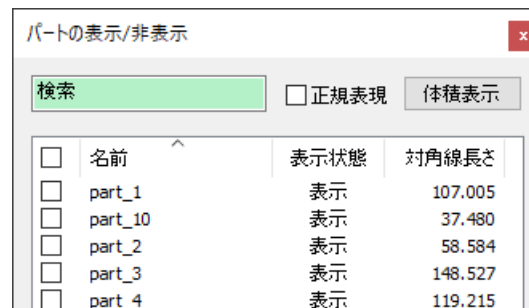 パートの表示/非表示
x
検索 正規表現 体積表示
名前 表示状態 対角線長さ
part_1 表示 107.005
part_10 表示 37.480
part_2 表示 58.584
part_3 表示 148.527
part_4 表示 119.215